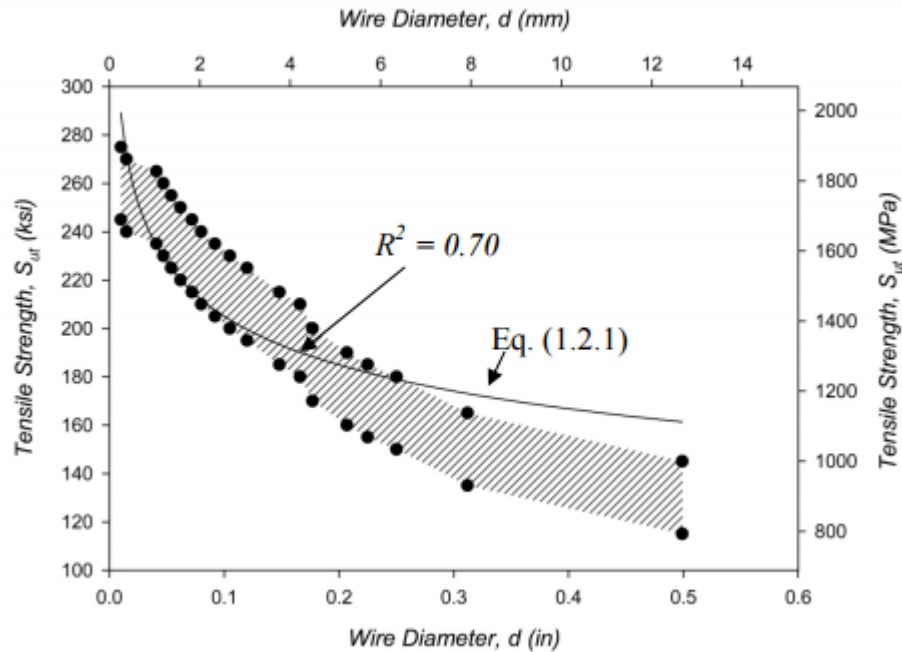 Wire Diameter, d (mm)
0 2 4 6 8 10 12 14
300
280
260
240
220
200
180
160
140
120
100
Tensile Strength, S_ut (ksi)
R² = 0.70
Eq. (1.2.1)
2000
1800
1600
1400
1200
1000
800
Tensile Strength, S_ut (MPa)
0.0 0.1 0.2 0.3 0.4 0.5 0.6
Wire Diameter, d (in)